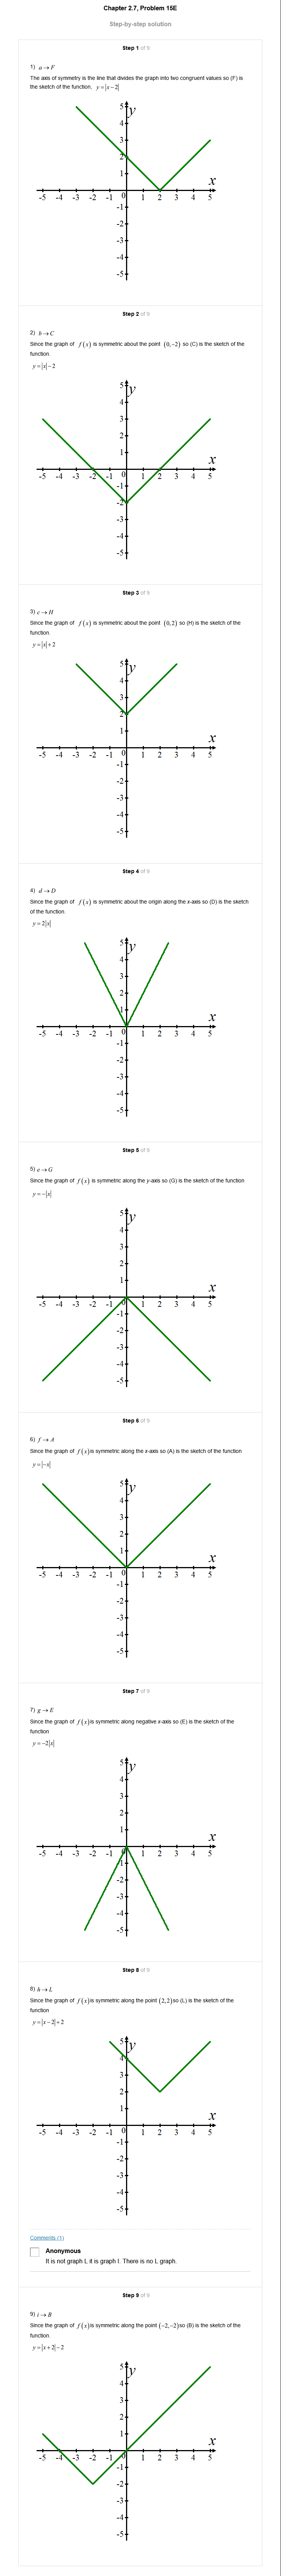 Chapter 2.7, Problem 15E
Step-by-step solution
Step 1 of 9
1) a → F
The axis of symmetry is the line that divides the graph into two congruent values so (F) is
the sketch of the function, y = |x − 2|
5
y
4
3
2
1
x
-5 -4 -3 -2 -1 0 1 2 3 4 5
-1
-2
-3
-4
-5
Step 2 of 9
2) b → C
Since the graph of f(x) is symmetric about the point (0,−2) so (C) is the sketch of the
function.
y = |x| − 2
5
y
4
3
2
1
x
-5 -4 -3 -2 -1 0 1 2 3 4 5
-1
-2
-3
-4
-5
Step 3 of 9
3) c → H
Since the graph of f(x) is symmetric about the point (0,2) so (H) is the sketch of the
function.
y = |x| + 2
5
y
4
3
2
1
x
-5 -4 -3 -2 -1 0 1 2 3 4 5
-1
-2
-3
-4
-5
Step 4 of 9
4) d → D
Since the graph of f(x) is symmetric about the origin along the x-axis so (D) is the sketch
of the function.
y = 2|x|
5
y
4
3
2
1
x
-5 -4 -3 -2 -1 0 1 2 3 4 5
-1
-2
-3
-4
-5
Step 5 of 9
5) e → G
Since the graph of f(x) is symmetric along the y-axis so (G) is the sketch of the function
y = −|x|
5
y
4
3
2
1
x
-5 -4 -3 -2 -1 0 1 2 3 4 5
-1
-2
-3
-4
-5
Step 6 of 9
6) f → A
Since the graph of f(x) is symmetric along the x-axis so (A) is the sketch of the function
y = |−x|
5
y
4
3
2
1
x
-5 -4 -3 -2 -1 0 1 2 3 4 5
-1
-2
-3
-4
-5
Step 7 of 9
7) g → E
Since the graph of f(x) is symmetric along negative x-axis so (E) is the sketch of the
function
y = −2|x|
5
y
4
3
2
1
x
-5 -4 -3 -2 -1 0 1 2 3 4 5
-1
-2
-3
-4
-5
Step 8 of 9
8) h → L
Since the graph of f(x) is symmetric along the point (2,2) so (L) is the sketch of the
function
y = |x − 2| + 2
5
y
4
3
2
1
x
-5 -4 -3 -2 -1 0 1 2 3 4 5
-1
-2
-3
-4
-5
Comments (1)
Anonymous
It is not graph L it is graph I. There is no L graph.
Step 9 of 9
9) i → B
Since the graph of f(x) is symmetric along the point (−2,−2) so (B) is the sketch of the
function.
y = |x + 2| − 2
5
y
4
3
2
1
x
-5 -4 -3 -2 -1 0 1 2 3 4 5
-1
-2
-3
-4
-5